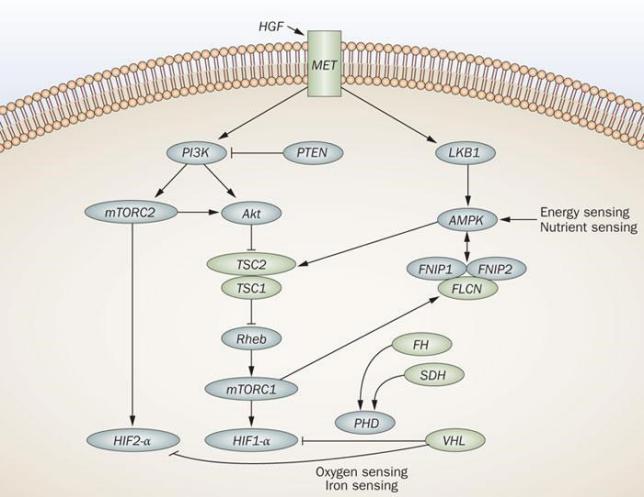 HGF
MET
PI3K
PTEN
LKB1
mTORC2
Akt
AMPK
Energy sensing
Nutrient sensing
TSC2
FNIP1
FNIP2
TSC1
FLCN
Rheb
FH
SDH
mTORC1
PHD
HIF2-α
HIF1-α
VHL
Oxygen sensing
Iron sensing